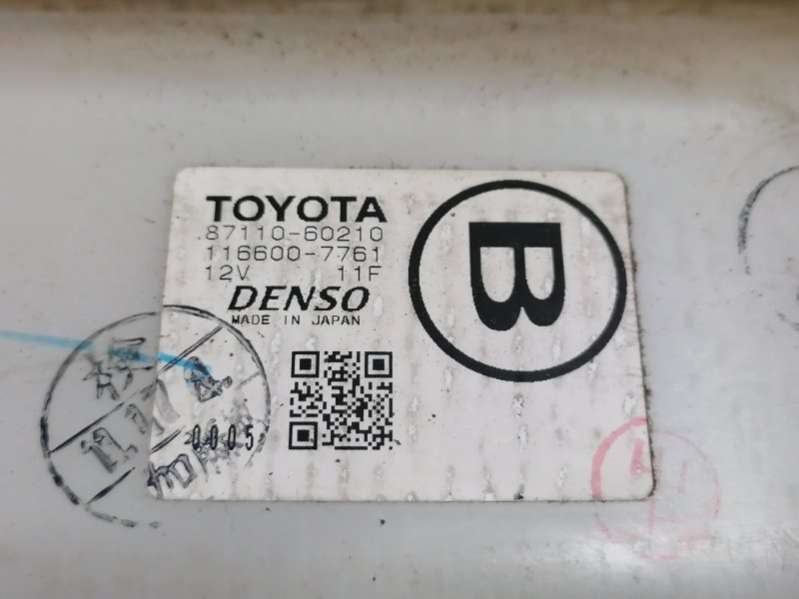 TOYOTA
87110-60210
116600-7761
12V 11F
DENSO
MADE IN JAPAN
B
0005